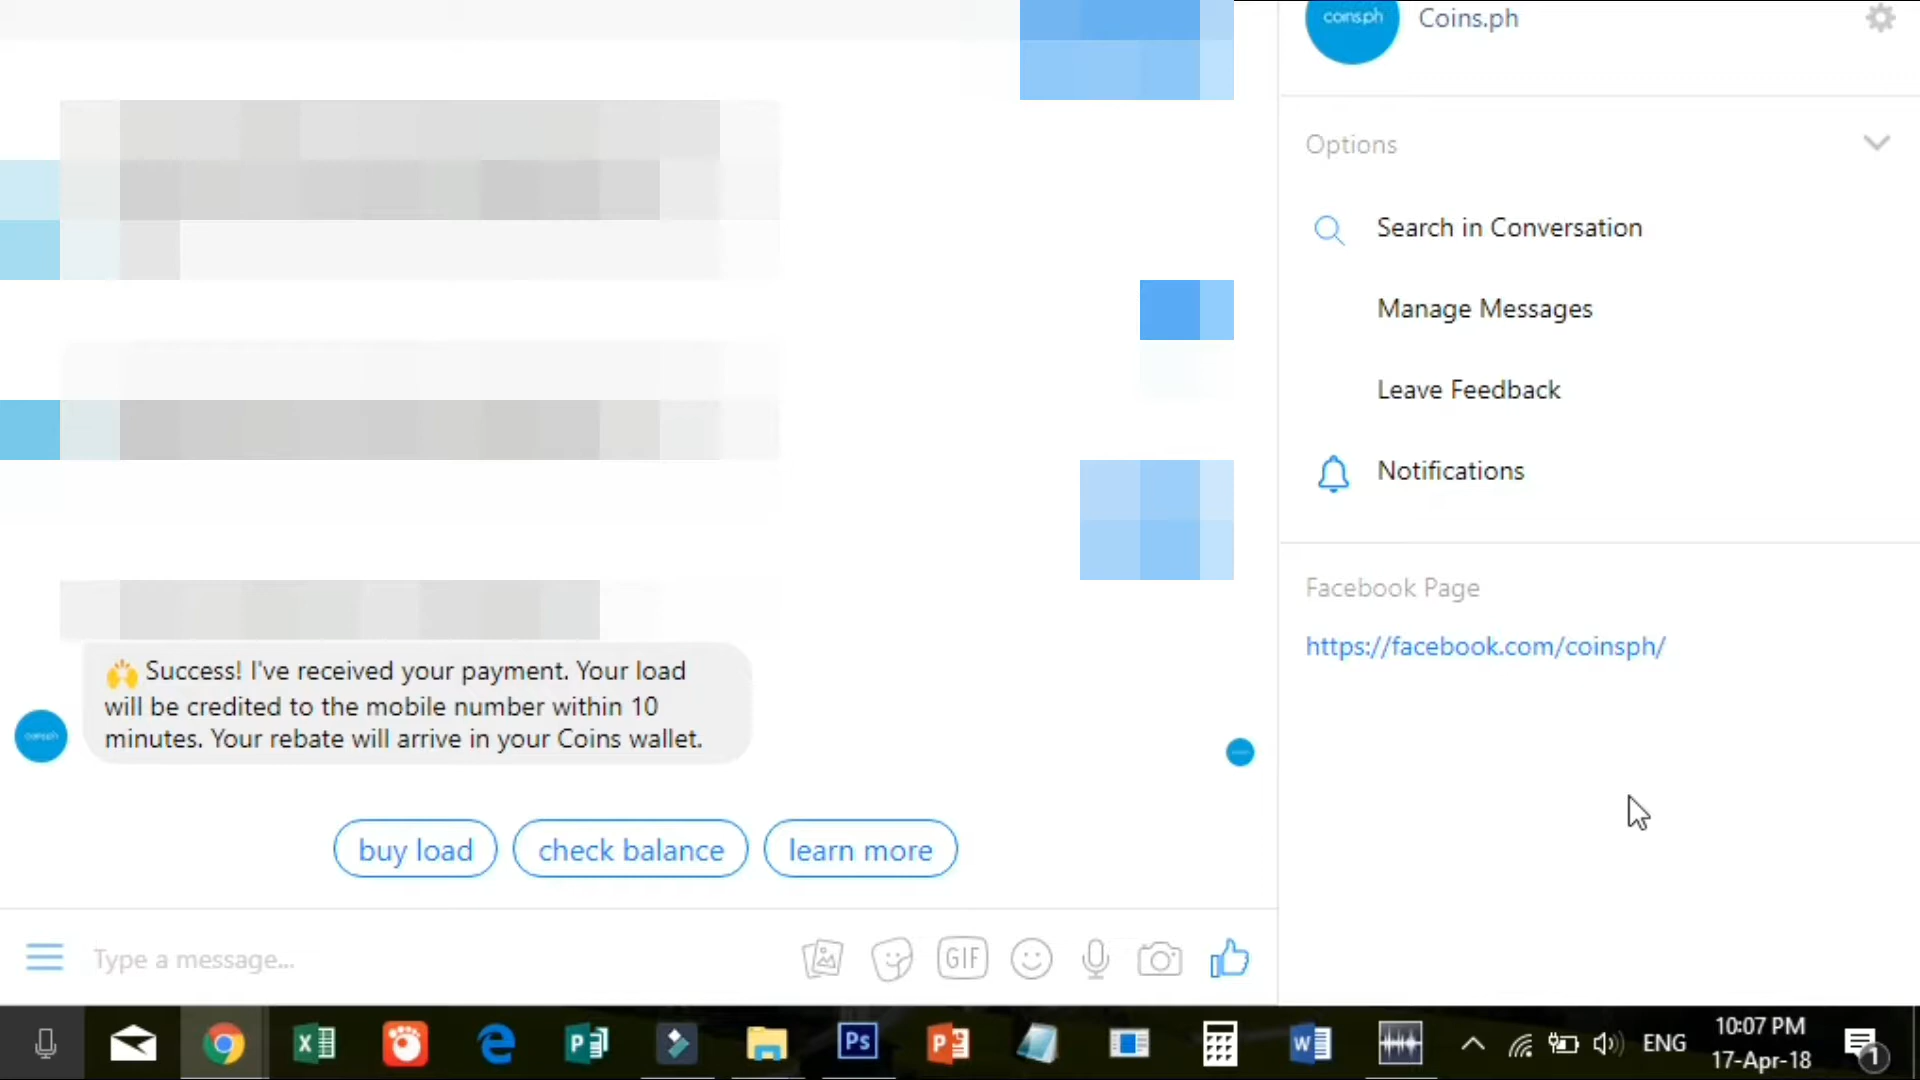 coinsph
Coins.ph
Options
Search in Conversation
Manage Messages
Leave Feedback
Notifications
Facebook Page
https://facebook.com/coinsph/
🙌 Success! I've received your payment. Your load
will be credited to the mobile number within 10
minutes. Your rebate will arrive in your Coins wallet.
coinsph
buy load
check balance
learn more
Type a message...
GIF
Ps
ENG
10:07 PM
17-Apr-18
1